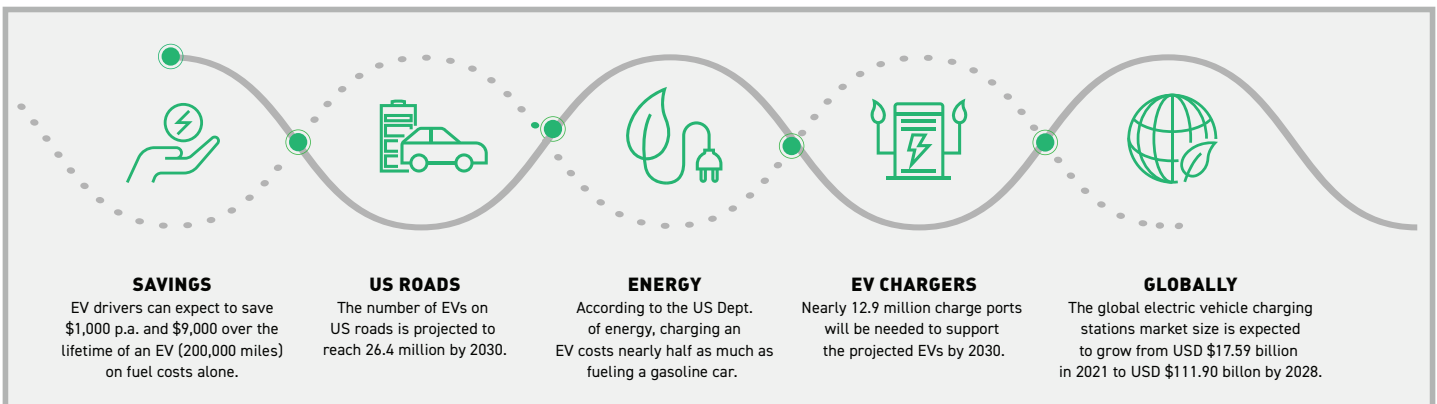 SAVINGS
EV drivers can expect to save
$1,000 p.a. and $9,000 over the
lifetime of an EV (200,000 miles)
on fuel costs alone.
US ROADS
The number of EVs on
US roads is projected to
reach 26.4 million by 2030.
ENERGY
According to the US Dept.
of energy, charging an
EV costs nearly half as much as
fueling a gasoline car.
EV CHARGERS
Nearly 12.9 million charge ports
will be needed to support
the projected EVs by 2030.
GLOBALLY
The global electric vehicle charging
stations market size is expected
to grow from USD $17.59 billion
in 2021 to USD $111.90 billon by 2028.